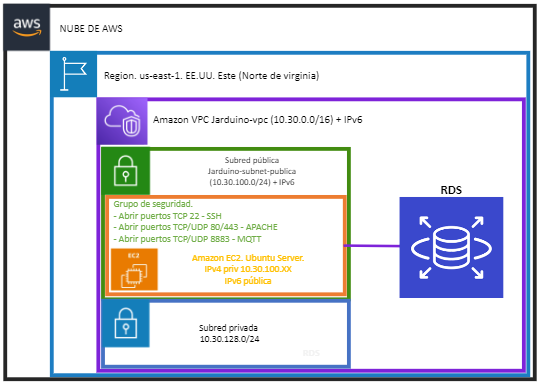 aws
NUBE DE AWS
Region. us-east-1. EE.UU. Este (Norte de virginia)
Amazon VPC Jarduino-vpc (10.30.0.0/16) + IPv6
Subred pública
Jarduino-subnet-publica
(10.30.100.0/24) + IPv6
Grupo de seguridad.
- Abrir puertos TCP 22 - SSH
- Abrir puertos TCP/UDP 80/443 - APACHE
- Abrir puertos TCP/UDP 8883 - MQTT
EC2
Amazon EC2. Ubuntu Server.
IPv4 priv 10.30.100.XX
IPv6 pública
RDS
Subred privada
10.30.128.0/24
RDS